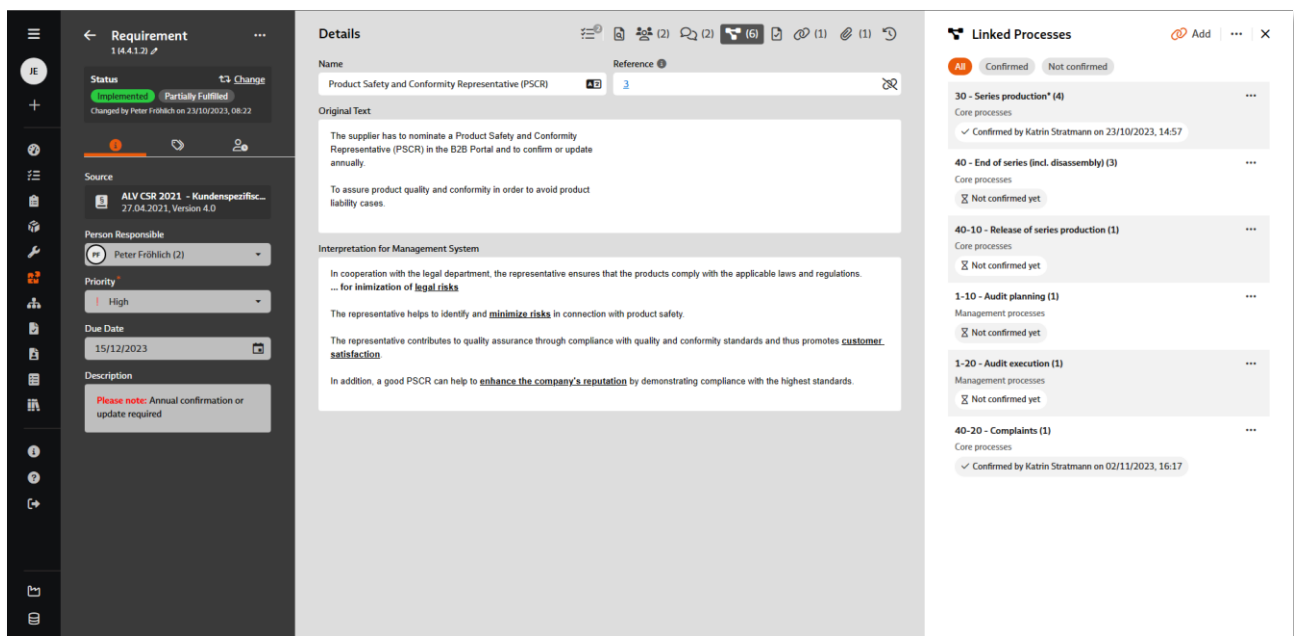 JE
Requirement
1 (4.4.1.2)
Status
Change
Implemented
Partially Fulfilled
Changed by Peter Fröhlich on 23/10/2023, 08:22
Source
ALV CSR 2021 - Kundenspezifisc...
27.04.2021, Version 4.0
Person Responsible
PF
Peter Fröhlich (2)
Priority*
! High
Due Date
15/12/2023
Description
Please note: Annual confirmation or
update required
Details
(2)
(2)
(6)
(1)
(1)
Name
Reference
Product Safety and Conformity Representative (PSCR)
3
Original Text
The supplier has to nominate a Product Safety and Conformity
Representative (PSCR) in the B2B Portal and to confirm or update
annually.
To assure product quality and conformity in order to avoid product
liability cases.
Interpretation for Management System
In cooperation with the legal department, the representative ensures that the products comply with the applicable laws and regulations.
... for inimization of legal risks
The representative helps to identify and minimize risks in connection with product safety.
The representative contributes to quality assurance through compliance with quality and conformity standards and thus promotes customer
satisfaction.
In addition, a good PSCR can help to enhance the company's reputation by demonstrating compliance with the highest standards.
Linked Processes
Add
All
Confirmed
Not confirmed
30 - Series production* (4)
Core processes
Confirmed by Katrin Stratmann on 23/10/2023, 14:57
40 - End of series (incl. disassembly) (3)
Core processes
Not confirmed yet
40-10 - Release of series production (1)
Core processes
Not confirmed yet
1-10 - Audit planning (1)
Management processes
Not confirmed yet
1-20 - Audit execution (1)
Management processes
Not confirmed yet
40-20 - Complaints (1)
Core processes
Confirmed by Katrin Stratmann on 02/11/2023, 16:17